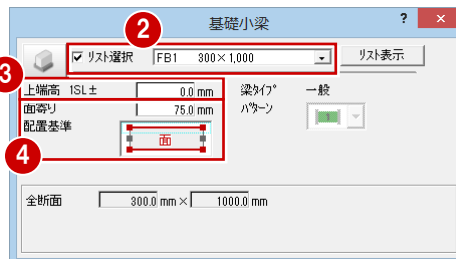 基礎小梁 ? ×
2
リスト選択 FB1 300×1,000 リスト表示
3
上端高 1SL± 0.0 mm 梁タイプ 一般
面寄り 75.0 mm パターン 1
配置基準 面
4
全断面 300.0 mm × 1000.0 mm